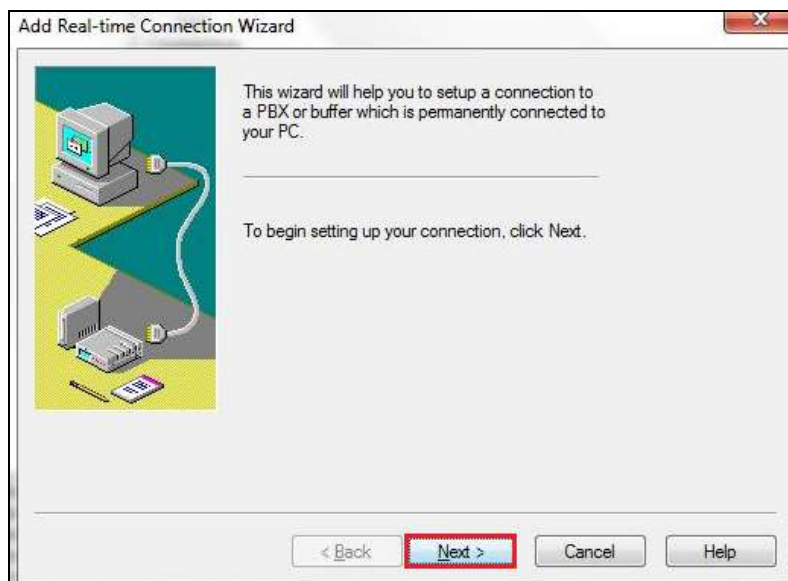 Add Real-time Connection Wizard
This wizard will help you to setup a connection to
a PBX or buffer which is permanently connected to
your PC.
To begin setting up your connection, click Next.
< Back
Next >
Cancel
Help